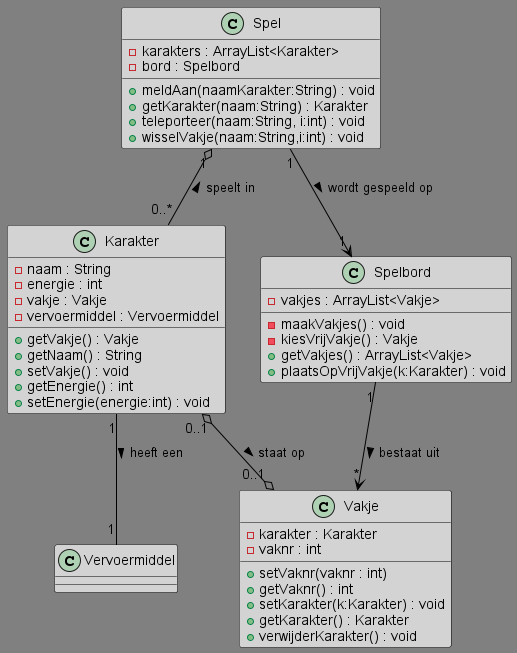 C Spel
karakters : ArrayList<Karakter>
bord : Spelbord
meldAan(naamKarakter:String) : void
getKarakter(naam:String) : Karakter
teleporteer(naam:String, i:int) : void
wisselVakje(naam:String,i:int) : void
1
1
speelt in
wordt gespeeld op
0..*
1
C Karakter
naam : String
energie : int
vakje : Vakje
vervoermiddel : Vervoermiddel
getVakje() : Vakje
getNaam() : String
setVakje() : void
getEnergie() : int
setEnergie(energie:int) : void
C Spelbord
vakjes : ArrayList<Vakje>
maakVakjes() : void
kiesVrijVakje() : Vakje
getVakjes() : ArrayList<Vakje>
plaatsOpVrijVakje(k:Karakter) : void
1
0..1
1
heeft een
staat op
bestaat uit
1
0..1
*
C Vervoermiddel
C Vakje
karakter : Karakter
vaknr : int
setVaknr(vaknr : int)
getVaknr() : int
setKarakter(k:Karakter) : void
getKarakter() : Karakter
verwijderKarakter() : void